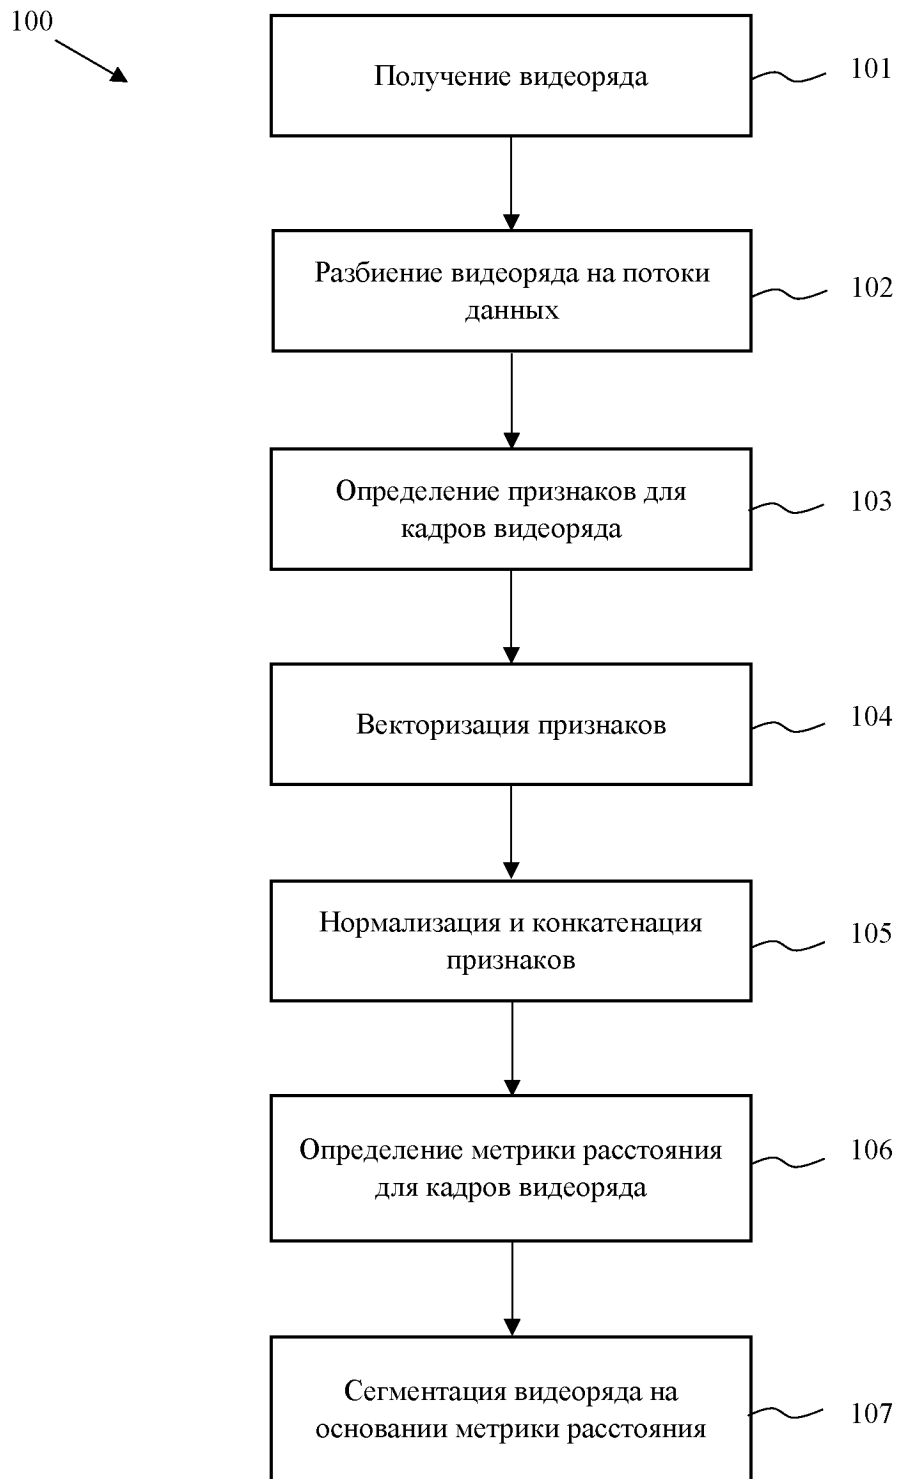 100
Получение видеоряда
101
Разбиение видеоряда на потоки
данных
102
Определение признаков для
кадров видеоряда
103
Векторизация признаков
104
Нормализация и конкатенация
признаков
105
Определение метрики расстояния
для кадров видеоряда
106
Сегментация видеоряда на
основании метрики расстояния
107